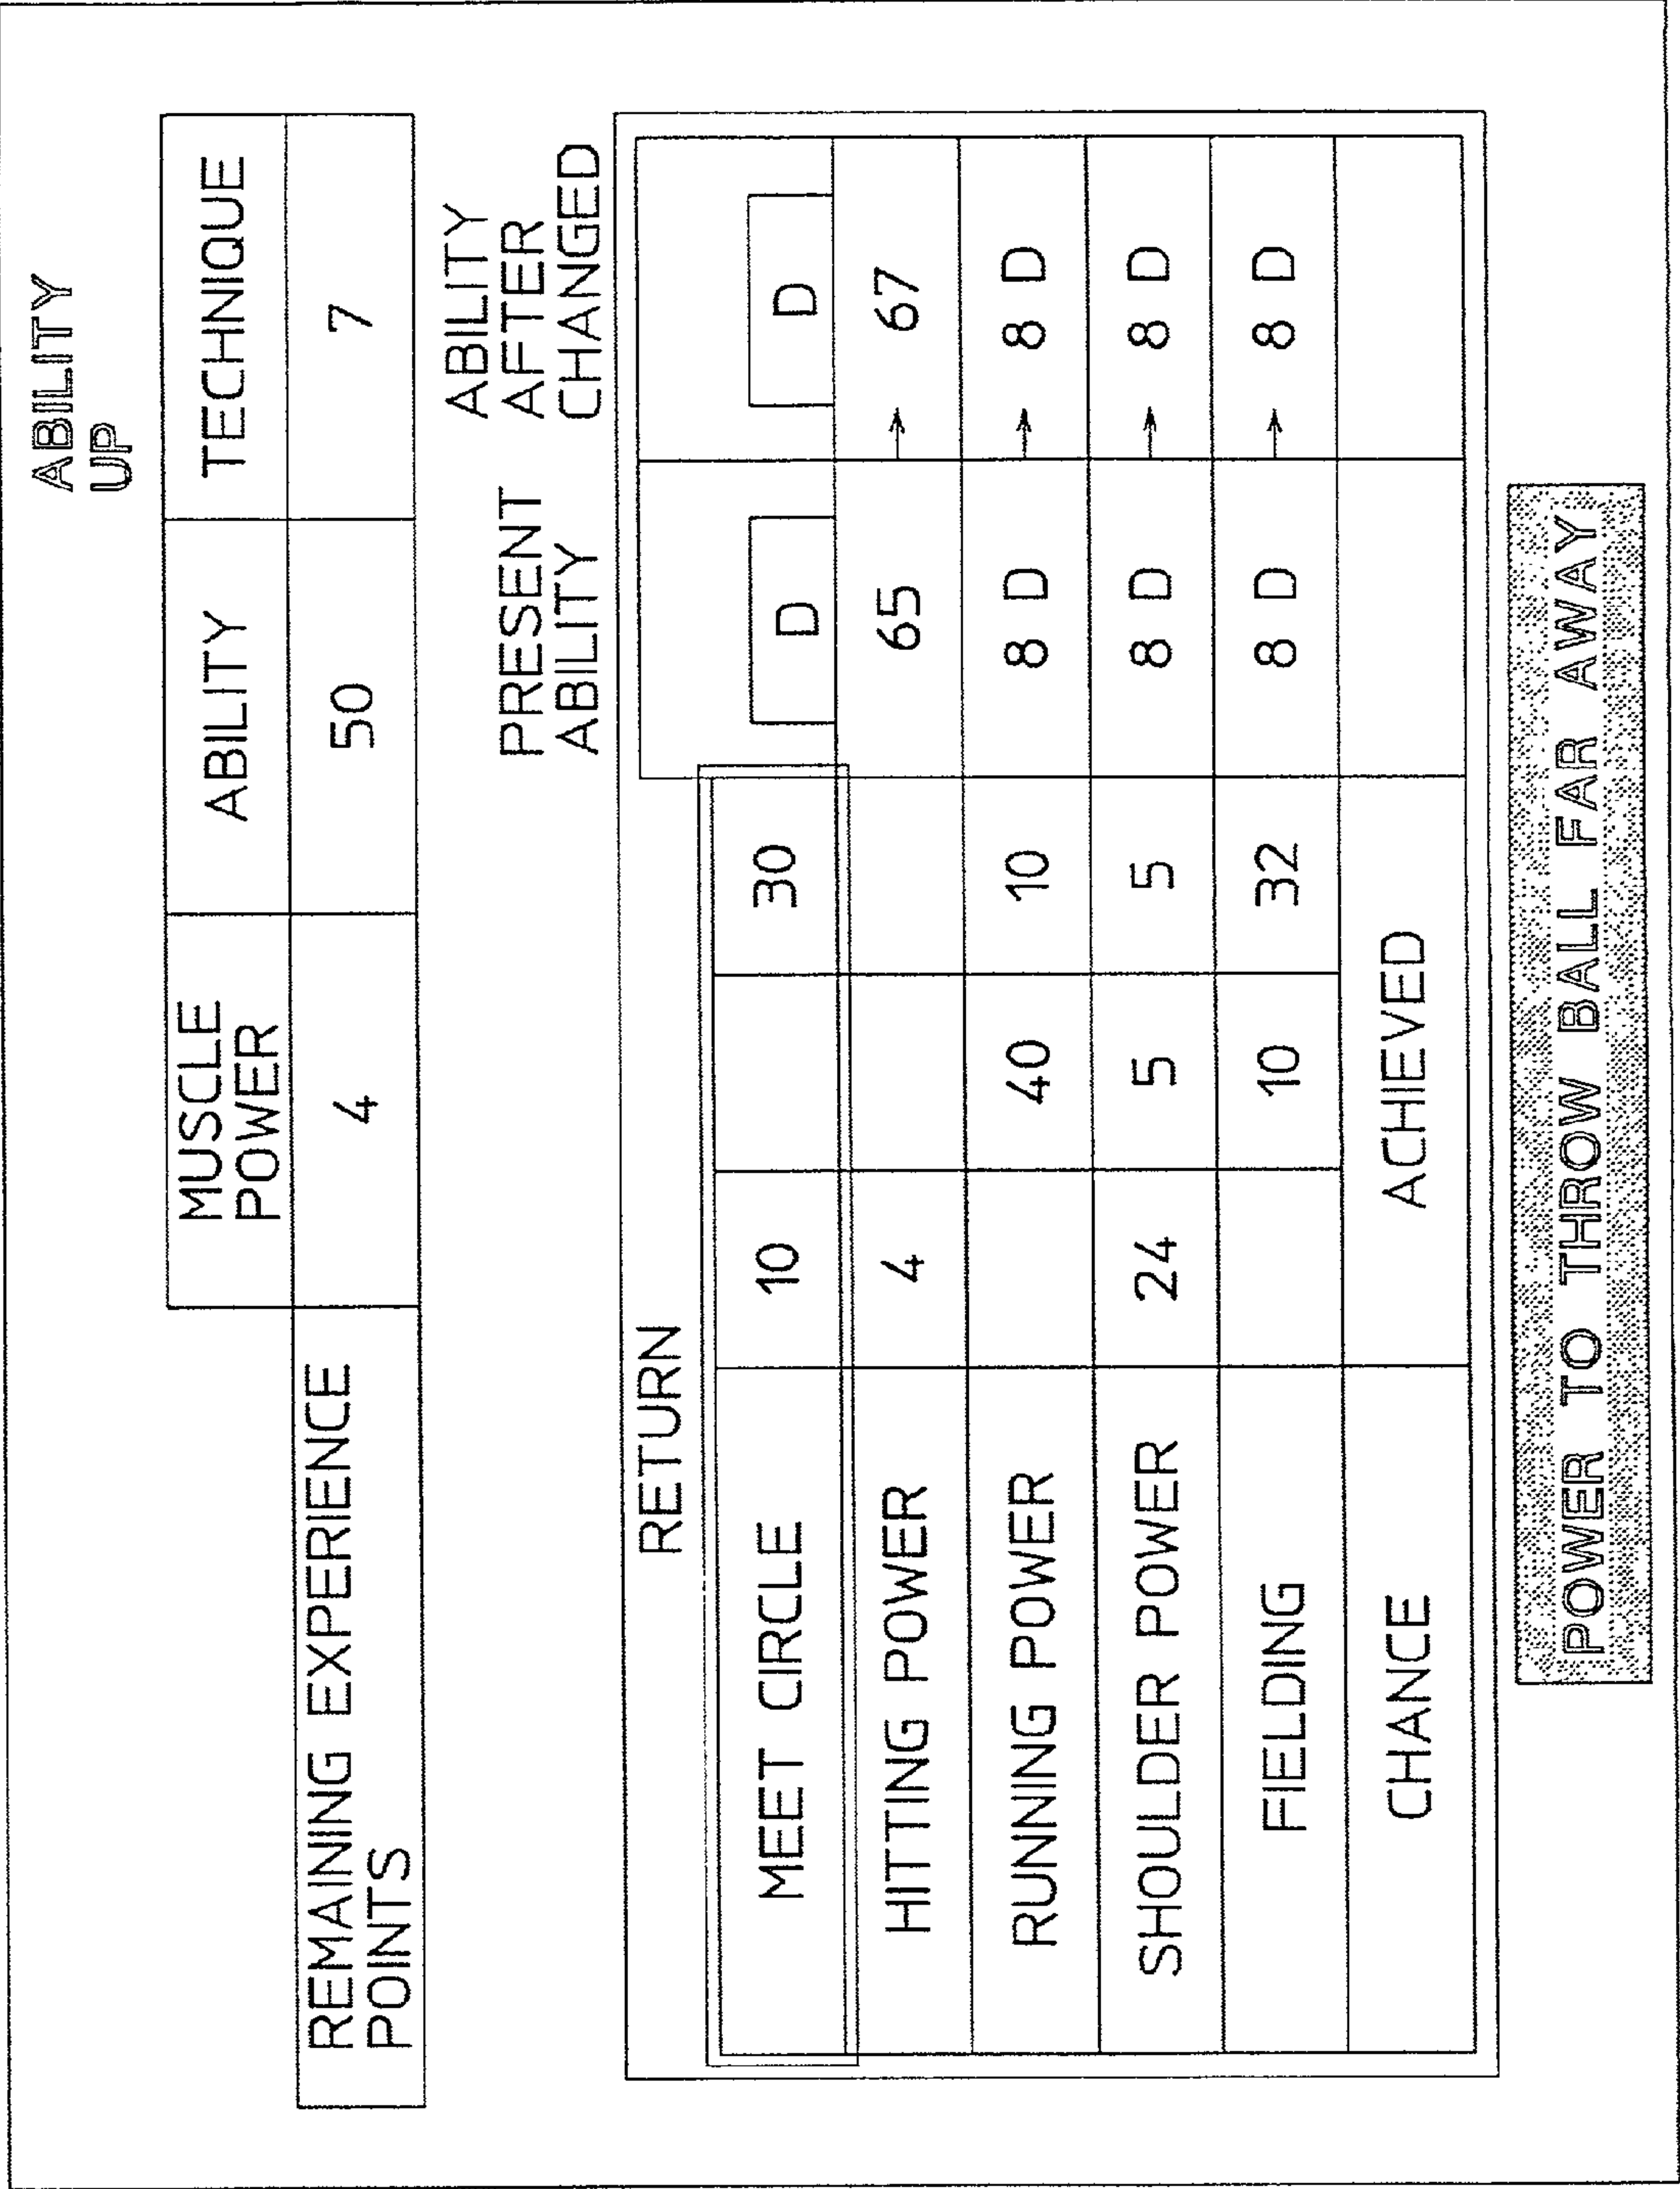 ABILITY
UP
MUSCLE
POWER
ABILITY
TECHNIQUE
REMAINING EXPERIENCE
POINTS
4
50
7
PRESENT
ABILITY
ABILITY
AFTER
CHANGED
RETURN
MEET CIRCLE 10 30 D D
HITTING POWER 4 65 → 67
RUNNING POWER 40 10 8 D → 8 D
SHOULDER POWER 24 5 5 8 D → 8 D
FIELDING 10 32 8 D → 8 D
CHANCE ACHIEVED
POWER TO THROW BALL FAR AWAY